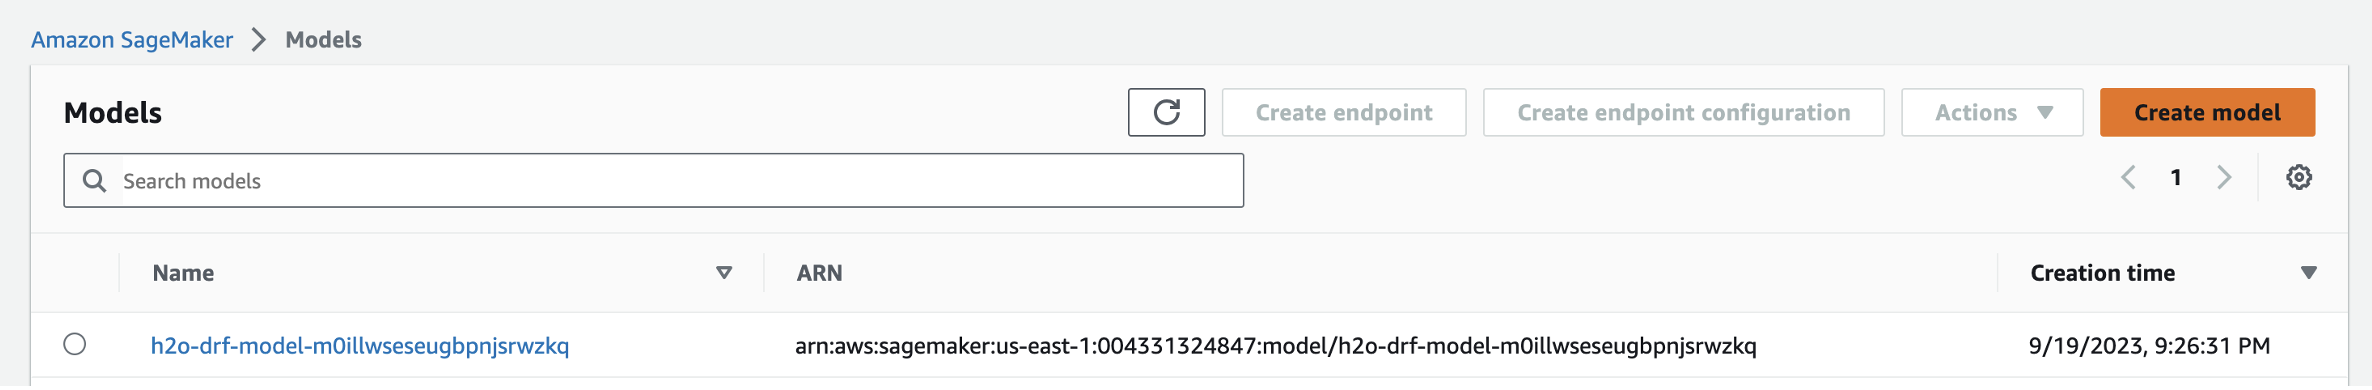 Amazon SageMaker > Models
Models
Create endpoint
Create endpoint configuration
Actions
Create model
Search models
1
Name
ARN
Creation time
h2o-drf-model-m0illwseseugbpnjsrwzkq
arn:aws:sagemaker:us-east-1:004331324847:model/h2o-drf-model-m0illwseseugbpnjsrwzkq
9/19/2023, 9:26:31 PM